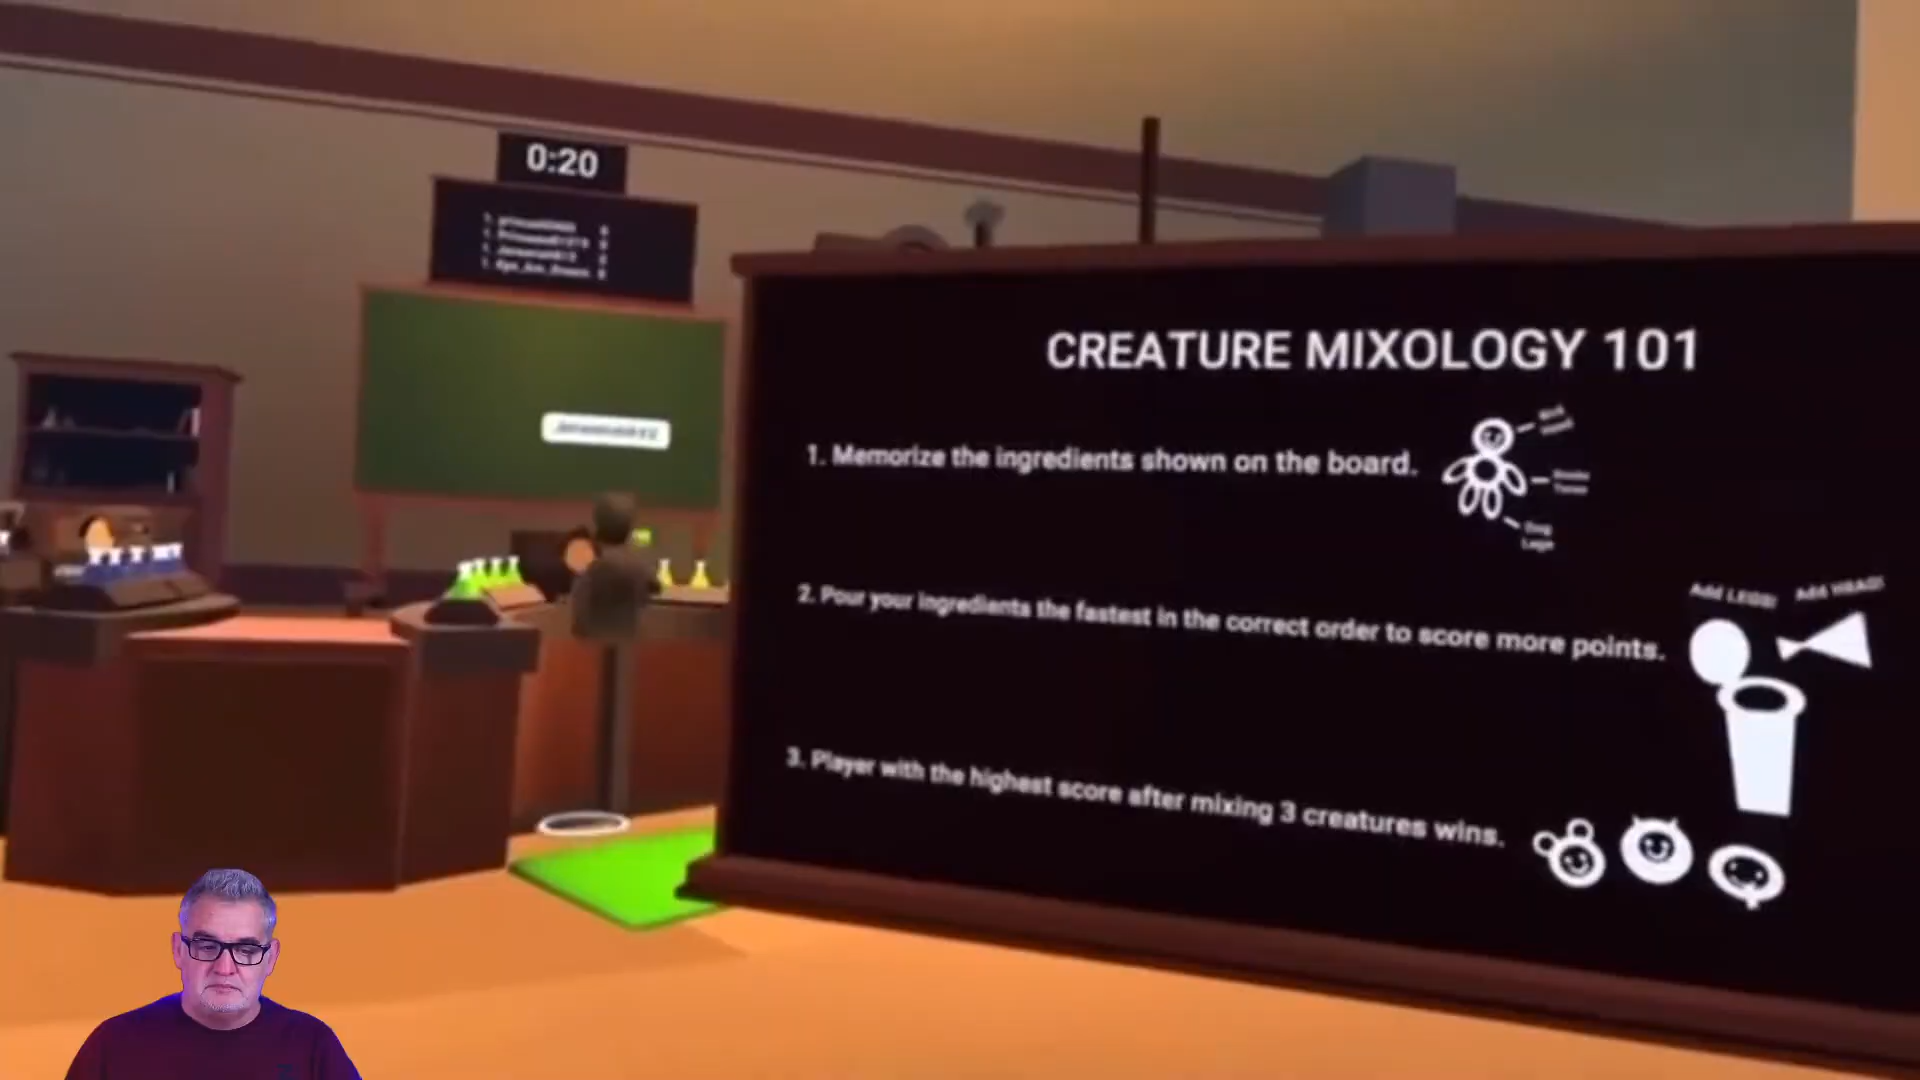 0:20
CREATURE MIXOLOGY 101
1. Memorize the ingredients shown on the board.
Dog
Legs
Add LEGS! Add HEAD!
2. Pour your ingredients the fastest in the correct order to score more points.
3. Player with the highest score after mixing 3 creatures wins.